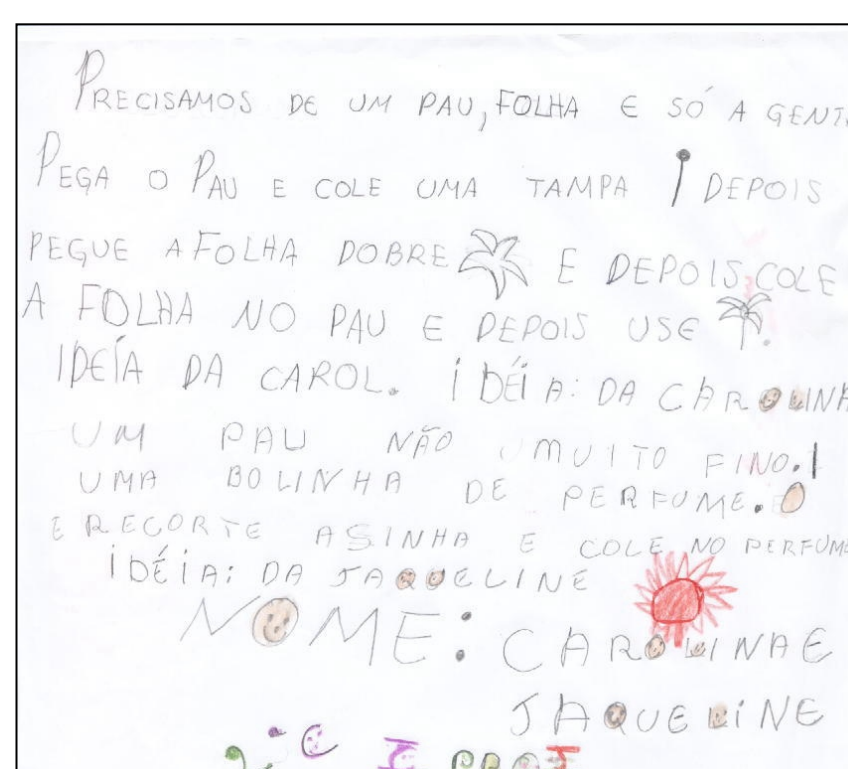 PRECISAMOS DE UM PAU, FOLHA E SÓ A GENTE
PEGA O PAU E COLE UMA TAMPA DEPOIS
PEGUE A FOLHA DOBRE E DEPOIS COLE
A FOLHA NO PAU E DEPOIS USE .
IDEÍA DA CAROL. IDÉIA: DA CAROLINA
UM PAU NÃO MUITO FINO.
UMA BOLINHA DE PERFUME.
E RECORTE ASINHA E COLE NO PERFUME
IDÉIA: DA JAQUELINE
NOME: CAROLINA E
JAQUELINE